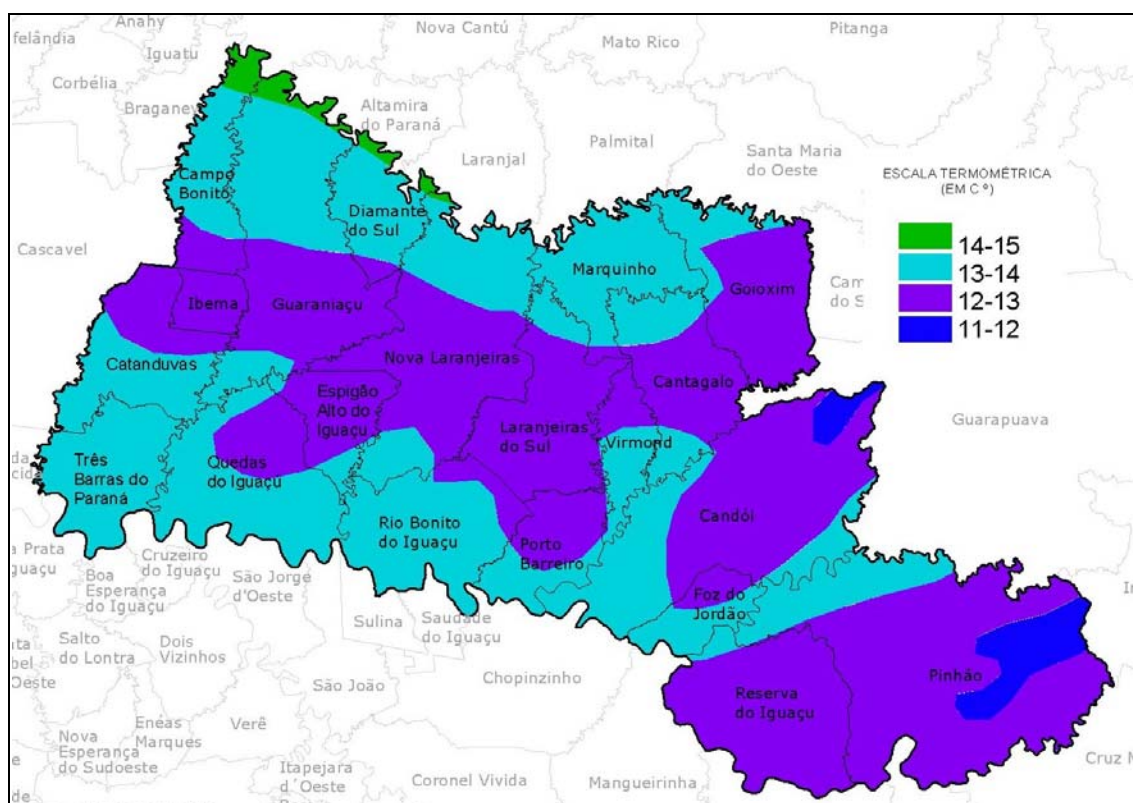 Anahy
Nova Cantú
Pitanga
felândia
Iguatu
Mato Rico
Corbélia
Braganey
Altamira
do Paraná
Palmital
Laranjal
Santa Maria
do Oeste
ESCALA TERMOMÉTRICA
(EM C º)
14-15
13-14
12-13
11-12
Campo
Bonito
Diamante
do Sul
Cascavel
Marquinho
Goioxim
Cam
do S
Ibema
Guaraniaçu
Catanduvas
Nova Laranjeiras
Cantagalo
Espigão
Alto do
Iguaçu
Laranjeiras
do Sul
Virmond
Guarapuava
Três
Barras do
Paraná
Quedas
do Iguaçu
Candói
Rio Bonito
do Iguaçu
Porto
Barreiro
a Prata
guaçu
Cruzeiro
do Iguaçu
Boa
Esperança
do Iguaçu
São Jorge
d'Oeste
Foz do
Jordão
Sulina
Saudade
do Iguaçu
Salto
do Lontra
Dois
Vizinhos
São João
Chopinzinho
Reserva
do Iguaçu
Pinhão
Enéas
Marques
Verê
Nova
Esperança
do Sudoeste
Itapejara
d´Oeste
Coronel Vivida
Mangueirinha
Cruz M